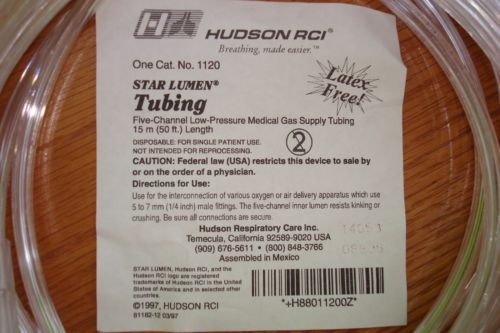 HUDSON RCI®
Breathing, made easier.™
One Cat. No. 1120
STAR LUMEN®
Tubing
Latex
Free!
Five-Channel Low-Pressure Medical Gas Supply Tubing
15 m (50 ft.) Length
DISPOSABLE: FOR SINGLE PATIENT USE.
NOT INTENDED FOR REPROCESSING.
2
CAUTION: Federal law (USA) restricts this device to sale by
or on the order of a physician.
Directions for Use:
Use for the interconnection of various oxygen or air delivery apparatus which use
5 to 7 mm (1/4 inch) male fittings. The five-channel inner lumen resists kinking or
crushing. Be sure all connections are secure.
Hudson Respiratory Care Inc.
Temecula, California 92589-9020 USA
(909) 676-5611 • (800) 848-3766
Assembled in Mexico
STAR LUMEN, Hudson RCI, and the
Hudson RCI logo are registered
trademarks of Hudson RCI in the United
States of America and in selected other
countries.
©1997, HUDSON RCI
81182-12 03/97
*+H88011200Z*